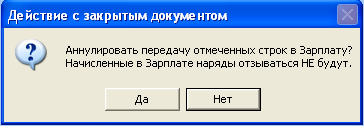 Действие с закрытым документом
Аннулировать передачу отмеченных строк в Зарплату?
Начисленные в Зарплате наряды отзываться НЕ будут.
Да
Нет